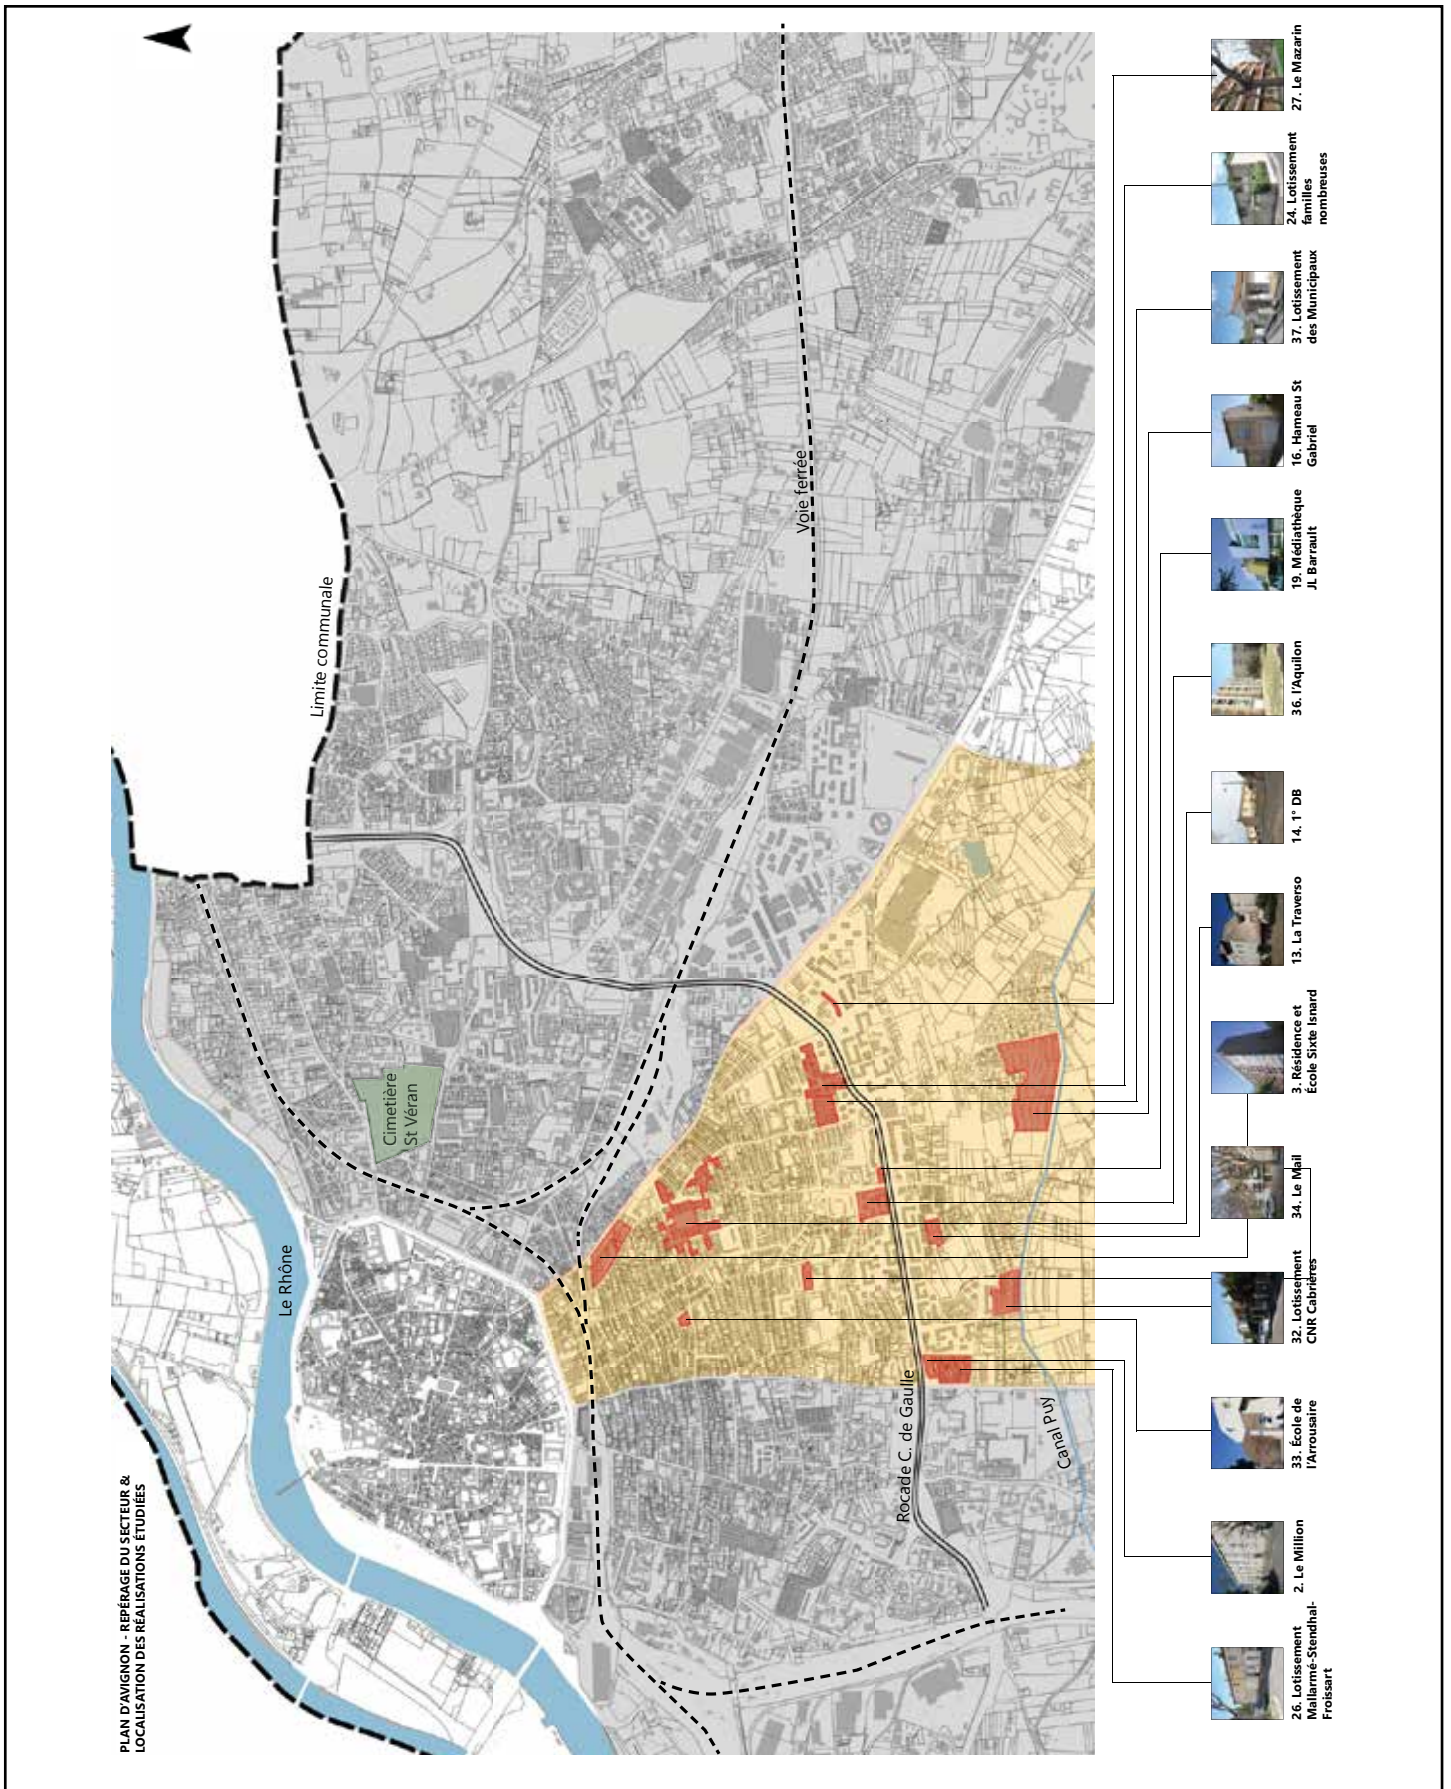 PLAN D'AVIGNON - REPÉRAGE DU SECTEUR &
LOCALISATION DES RÉALISATIONS ÉTUDIÉES
Le Rhône
Limite communale
Cimetière
St Véran
Voie ferrée
Rocade C. de Gaulle
Canal Puy
26. Lotissement
Mallarmé-Stendhal-
Froissart
2. Le Million
33. École de
l'Arrousaire
32. Lotissement
CNR Cabrières
34. Le Mail
3. Résidence et
École Sixte Isnard
13. La Traverso
14. 1° DB
36. l'Aquilon
19. Médiathèque
JL Barrault
16. Hameau St
Gabriel
37. Lotissement
des Municipaux
24. Lotissement
familles
nombreuses
27. Le Mazarin